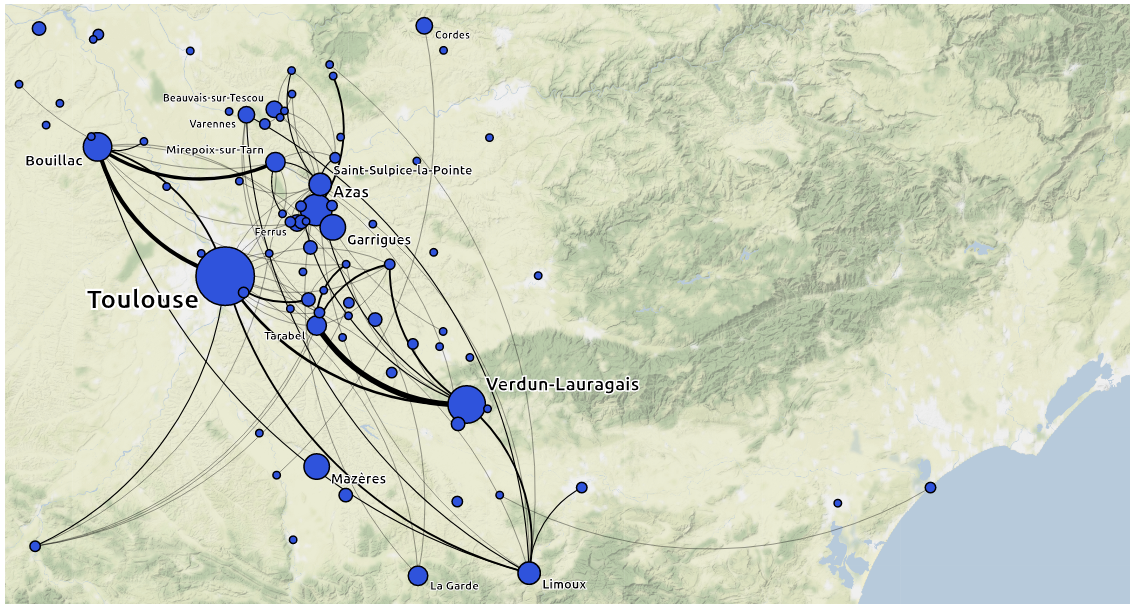 Cordes
Beauvais-sur-Tescou
Varennes
Mirepoix-sur-Tarn
Bouillac
Saint-Sulpice-la-Pointe
Azas
Ferrus
Garrigues
Toulouse
Tarabel
Verdun-Lauragais
Mazères
La Garde
Limoux